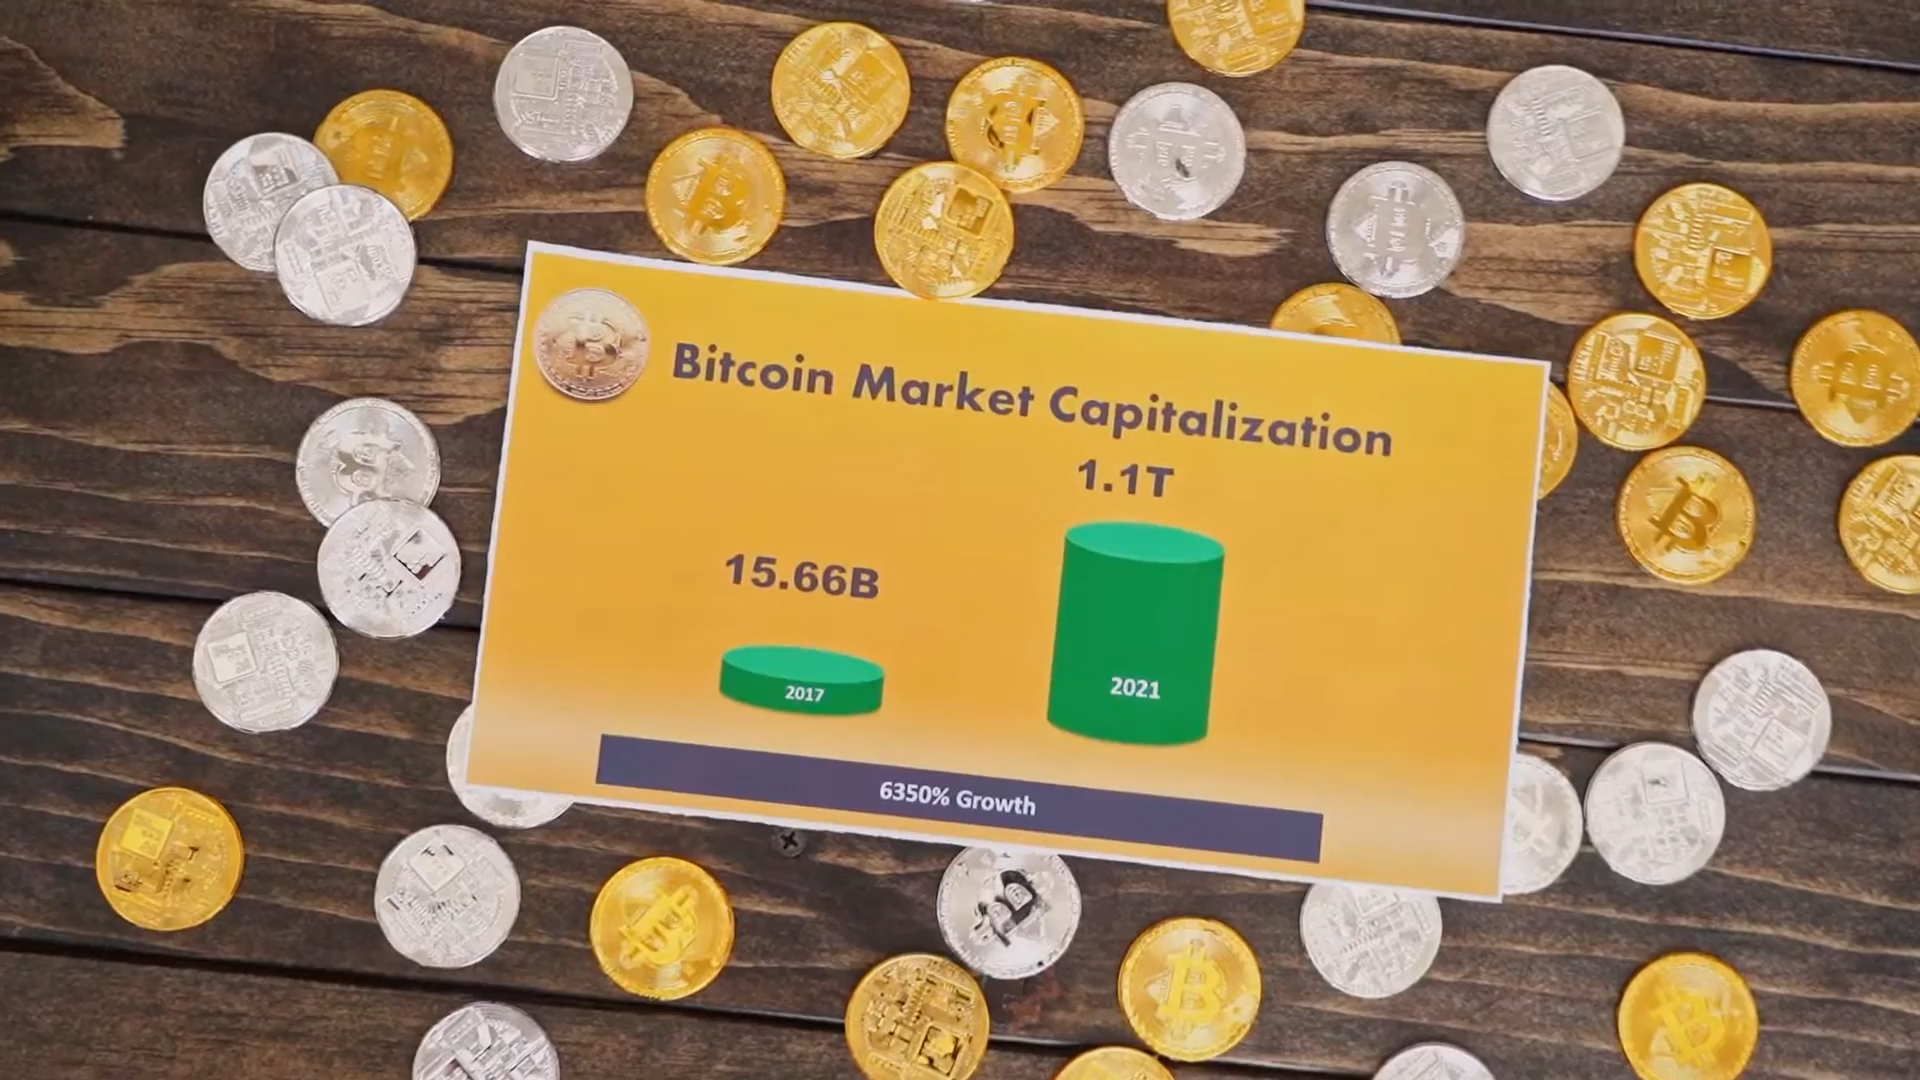 Bitcoin Market Capitalization
1.1T
15.66B
2017
2021
6350% Growth